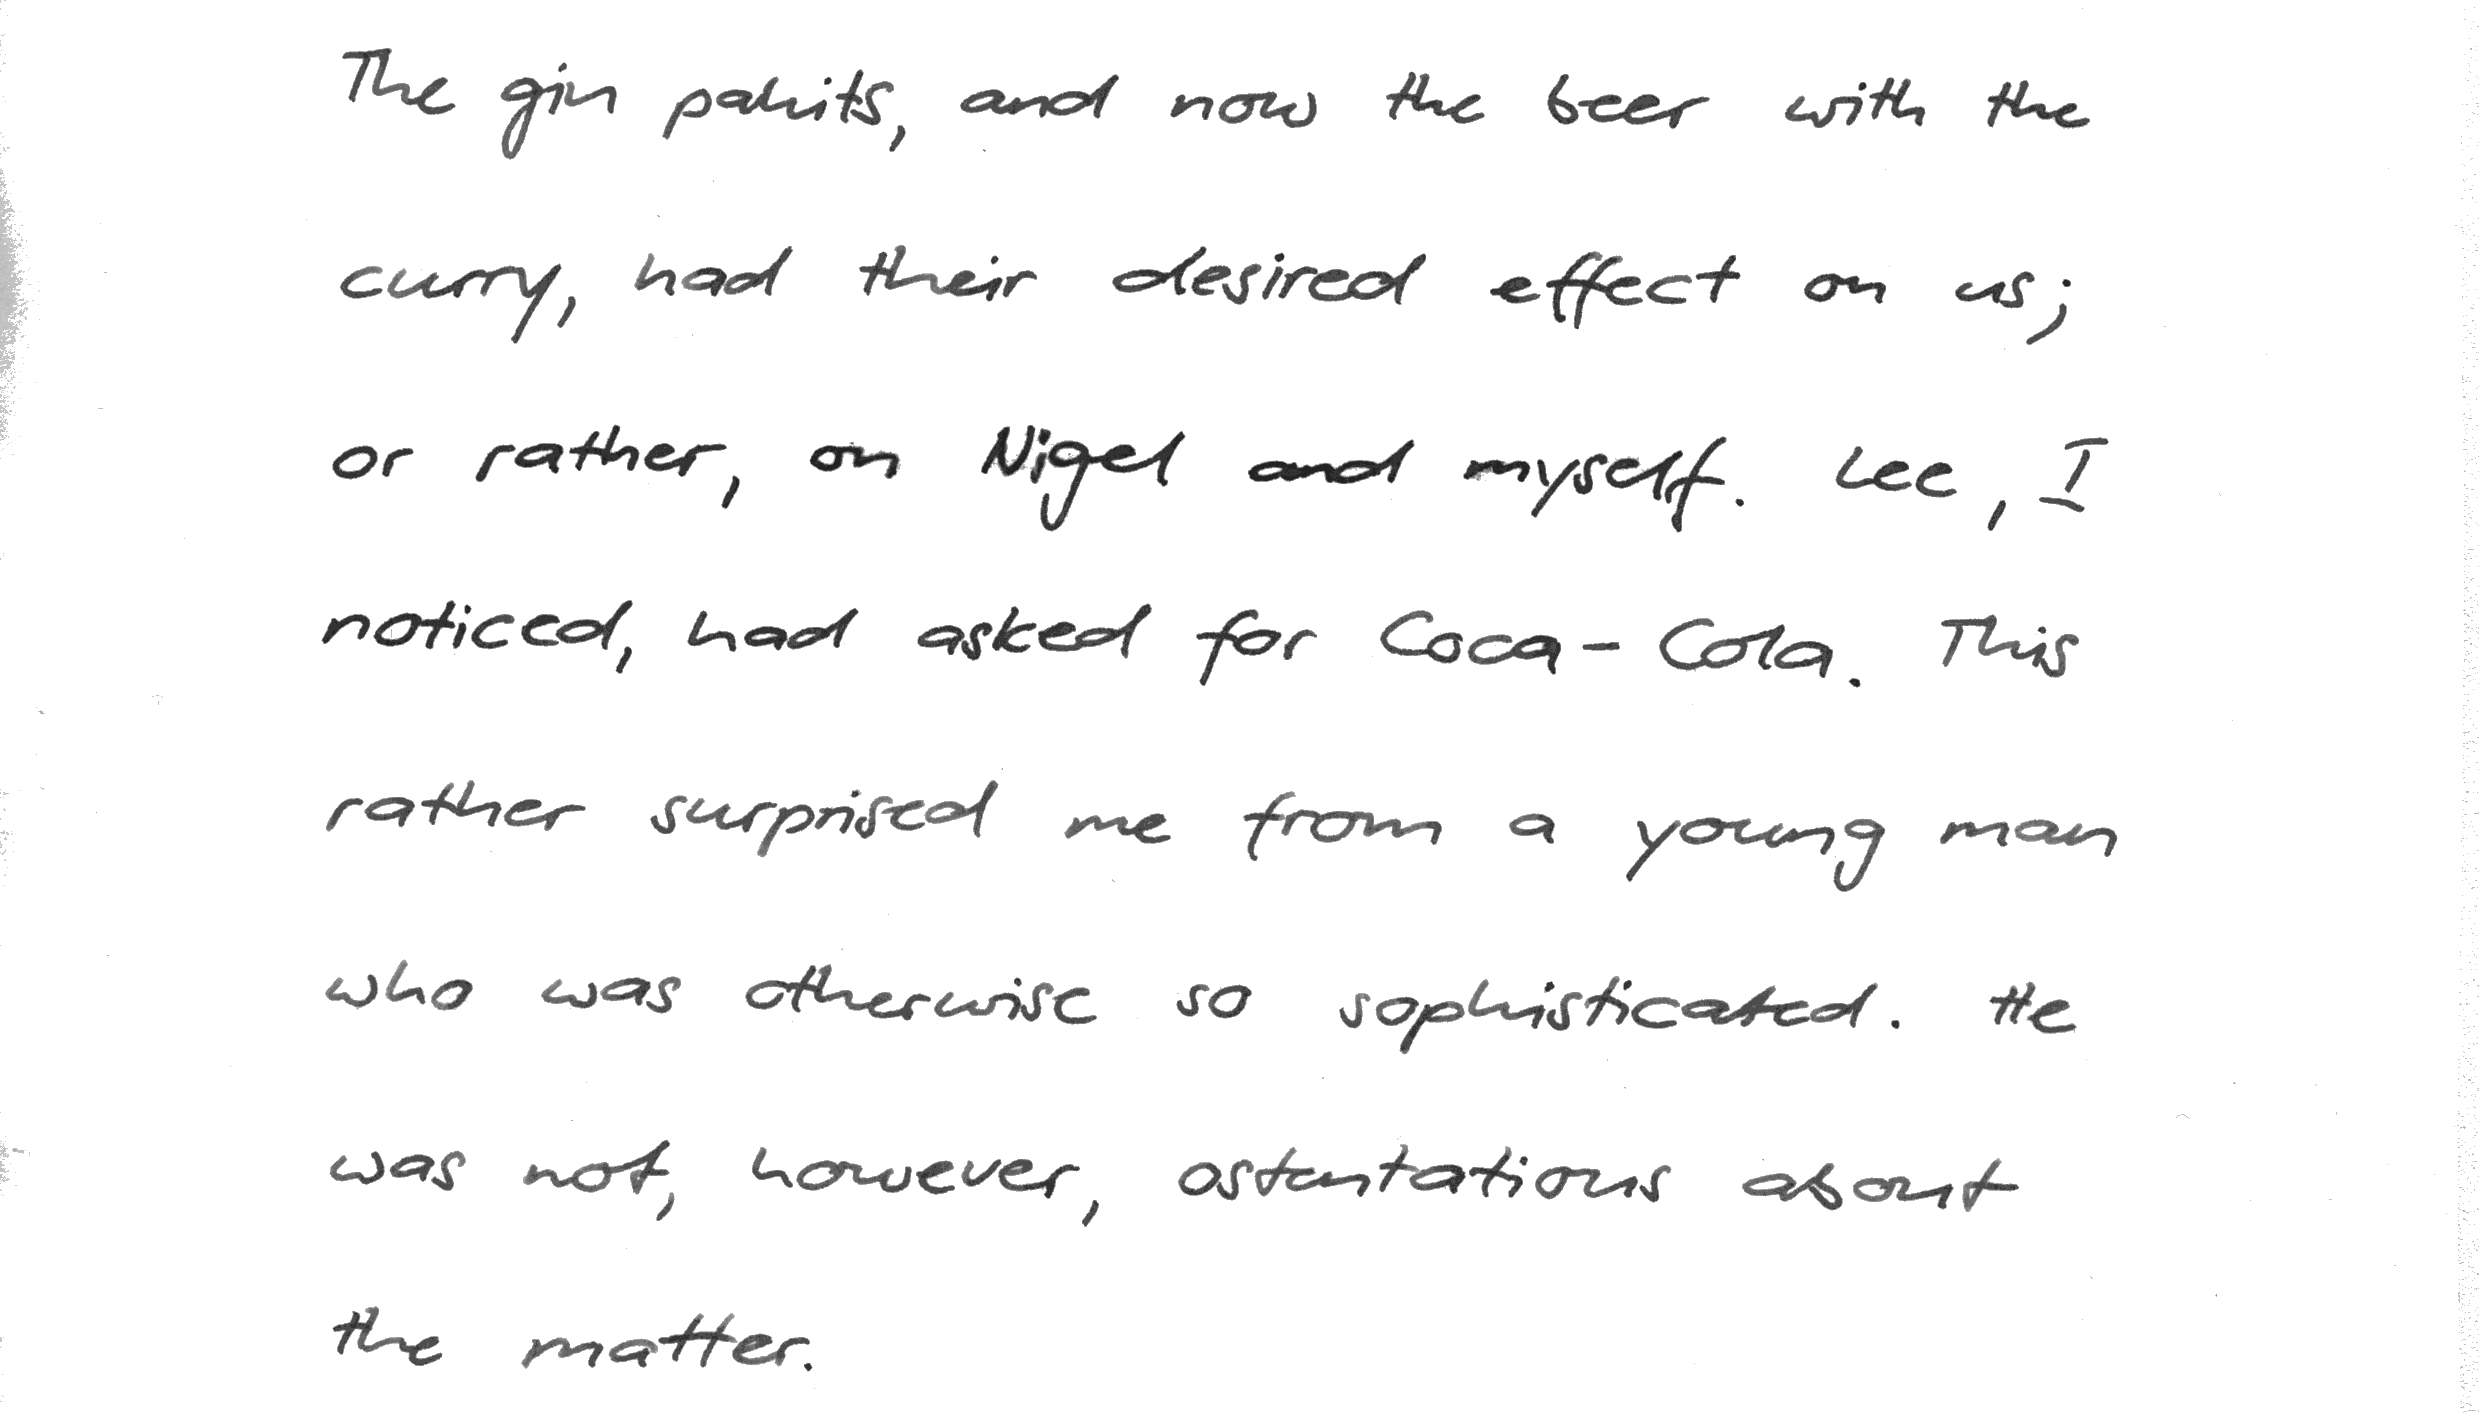 The gin pahits, and now the beer with the
curry, had their desired effect on us;
or rather, on Nigel and myself. Lee, I
noticed, had asked for Coca-Cola. This
rather surprised me from a young man
who was otherwise so sophisticated. He
was not, however, ostentatious about
the matter.